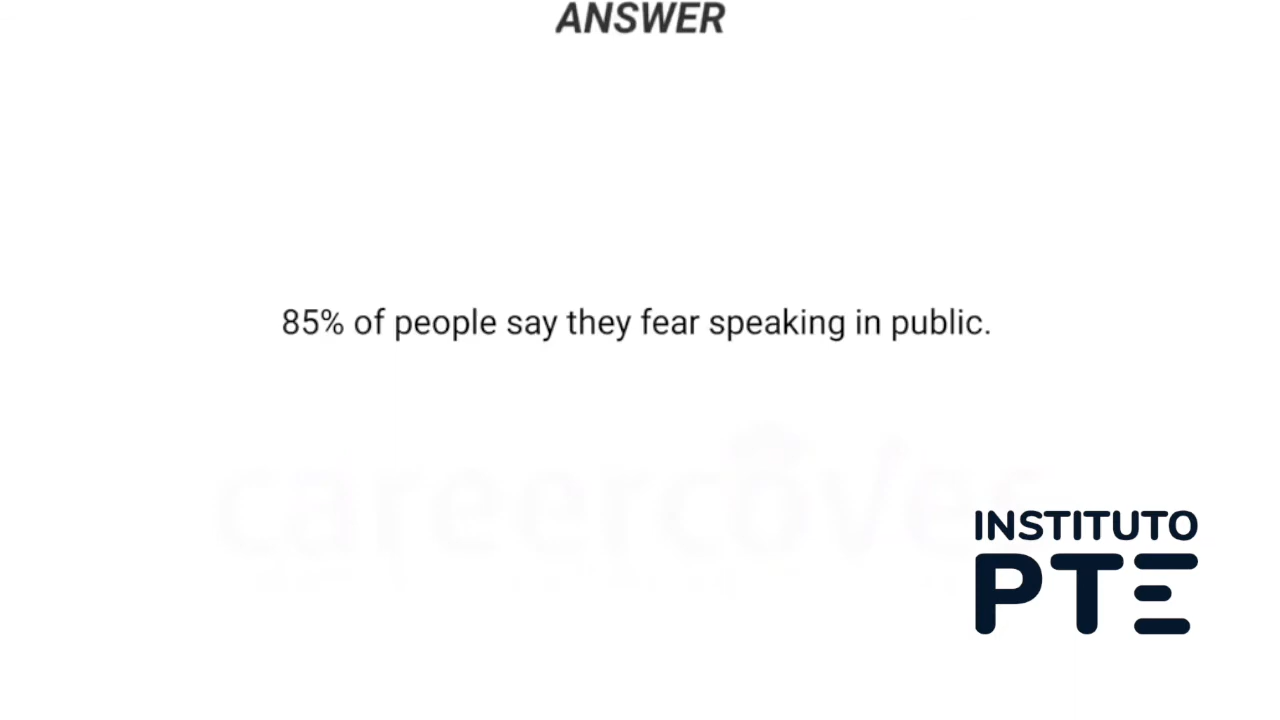 ANSWER
85% of people say they fear speaking in public.
INSTITUTO
PTE